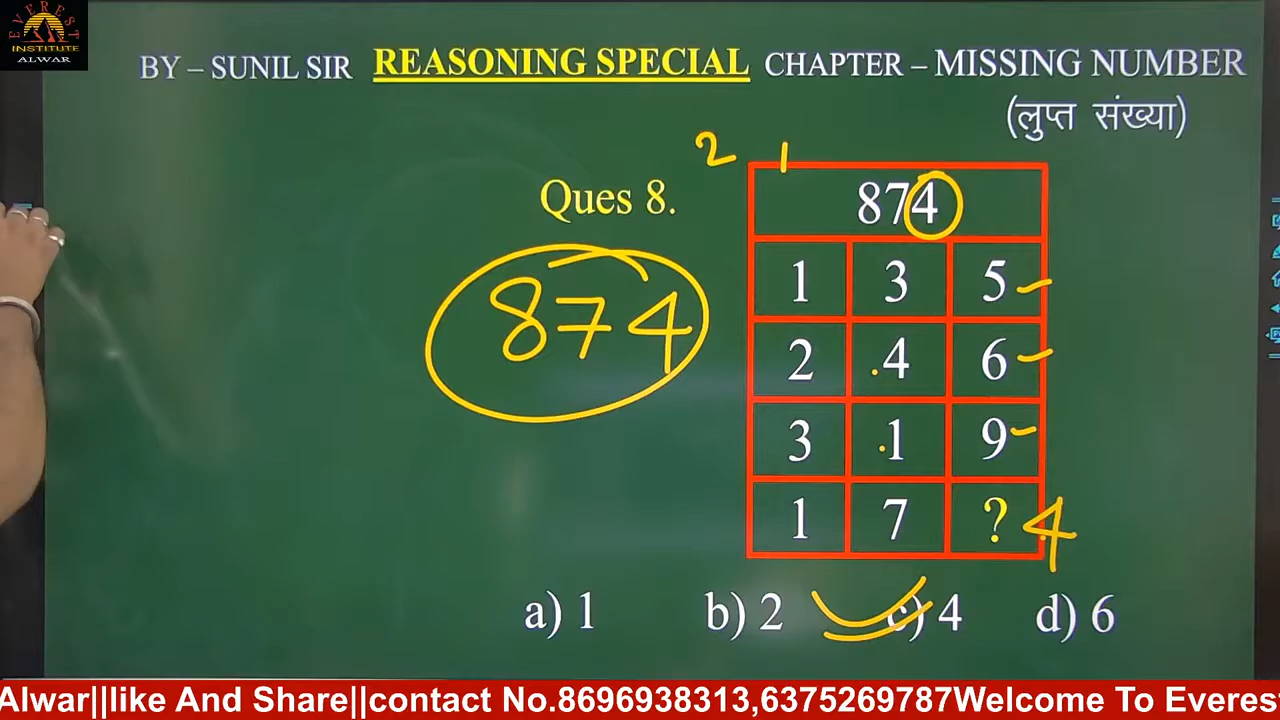 EVEREST
INSTITUTE
ALWAR
BY – SUNIL SIR REASONING SPECIAL CHAPTER – MISSING NUMBER
(लुप्त संख्या)
2 1
Ques 8. 874
874
1 3 5
2 4 6
3 1 9
1 7 ? 4
a) 1 b) 2 c) 4 d) 6
Alwar||like And Share||contact No.8696938313,6375269787Welcome To Everes